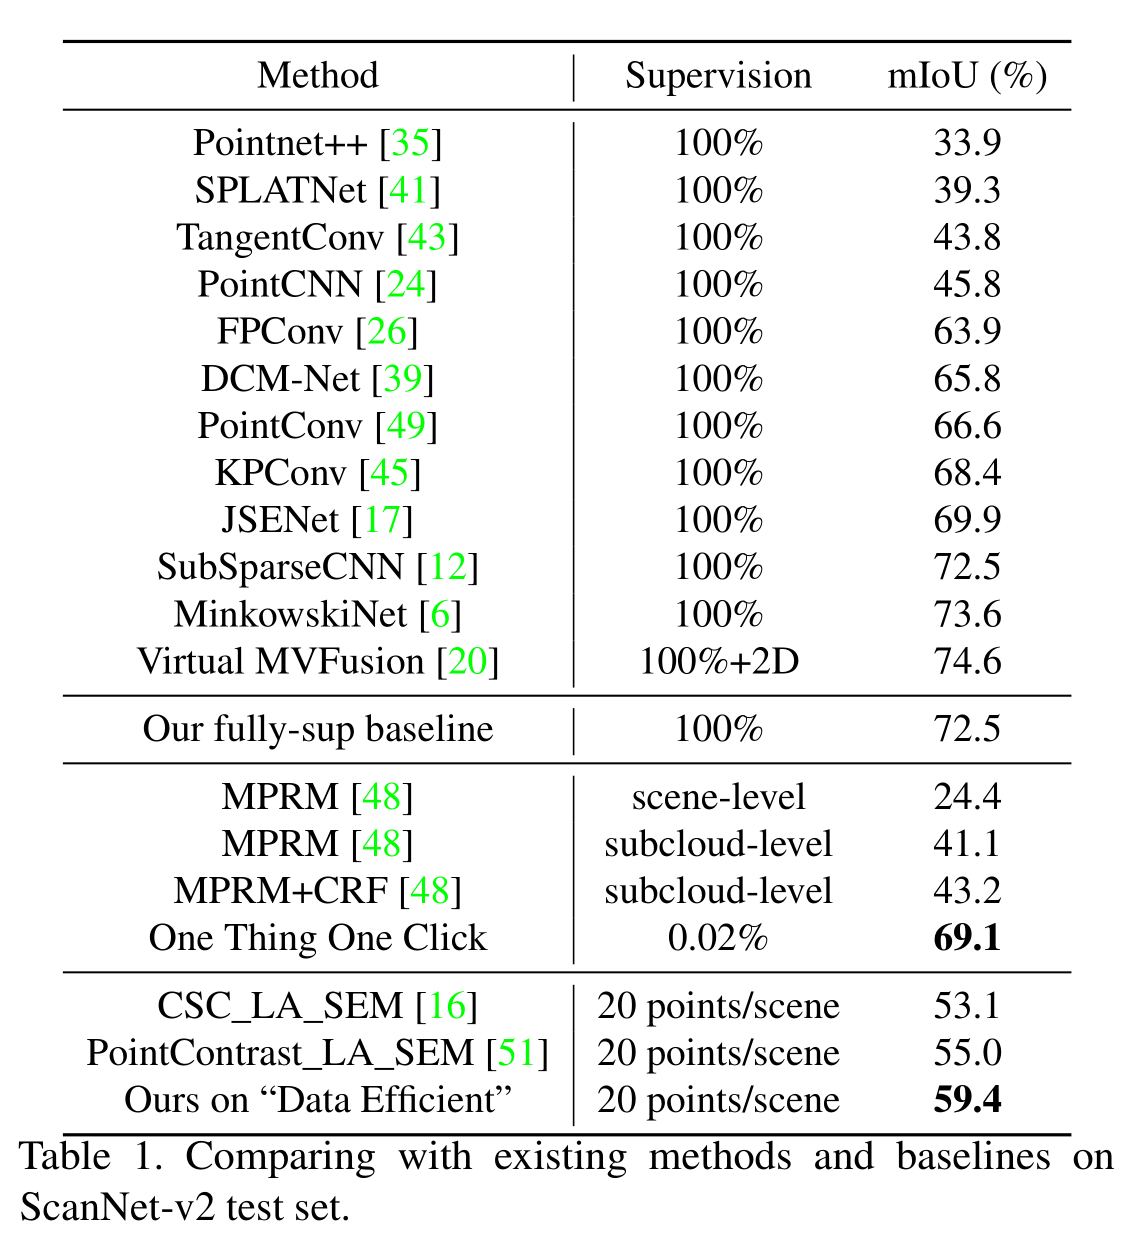 Method Supervision mIoU (%)
Pointnet++ [35] 100% 33.9
SPLATNet [41] 100% 39.3
TangentConv [43] 100% 43.8
PointCNN [24] 100% 45.8
FPConv [26] 100% 63.9
DCM-Net [39] 100% 65.8
PointConv [49] 100% 66.6
KPConv [45] 100% 68.4
JSENet [17] 100% 69.9
SubSparseCNN [12] 100% 72.5
MinkowskiNet [6] 100% 73.6
Virtual MVFusion [20] 100%+2D 74.6
Our fully-sup baseline 100% 72.5
MPRM [48] scene-level 24.4
MPRM [48] subcloud-level 41.1
MPRM+CRF [48] subcloud-level 43.2
One Thing One Click 0.02% 69.1
CSC_LA_SEM [16] 20 points/scene 53.1
PointContrast_LA_SEM [51] 20 points/scene 55.0
Ours on “Data Efficient” 20 points/scene 59.4
Table 1. Comparing with existing methods and baselines on
ScanNet-v2 test set.